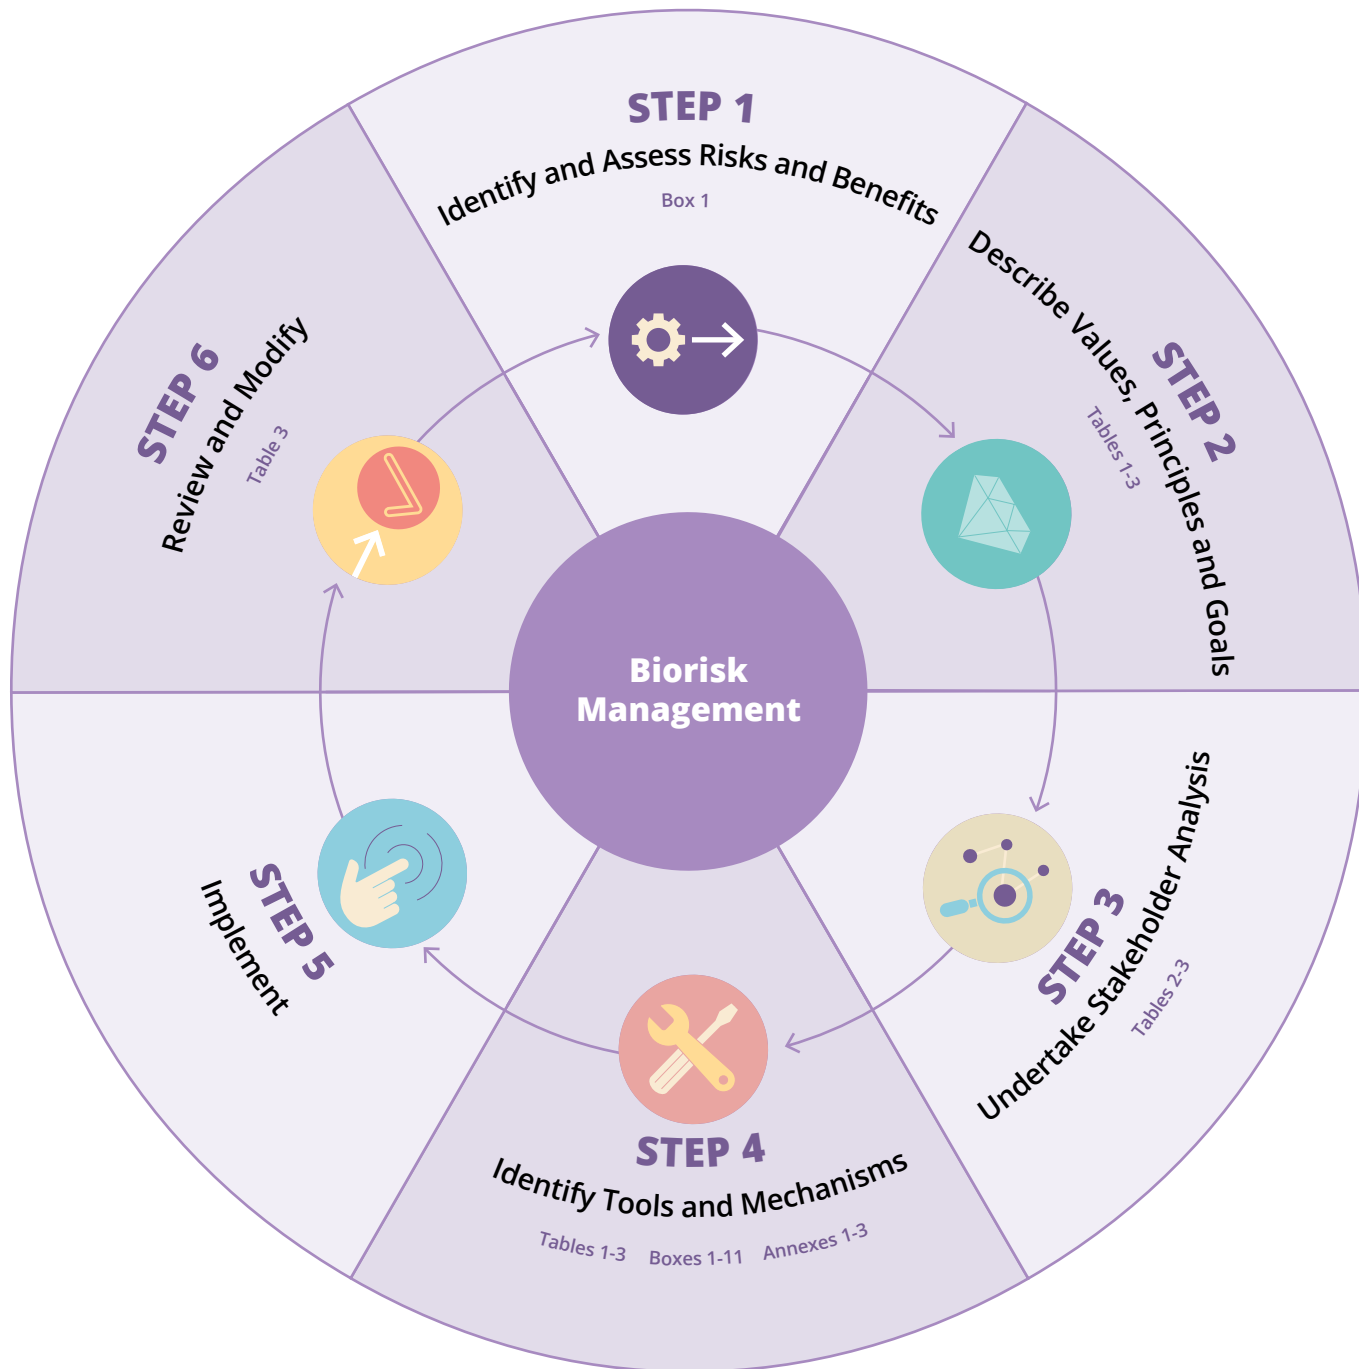 STEP 1
Identify and Assess Risks and Benefits
Box 1
STEP 2
Describe Values, Principles and Goals
Tables 1-3
STEP 3
Undertake Stakeholder Analysis
Tables 2-3
STEP 4
Identify Tools and Mechanisms
Tables 1-3 Boxes 1-11 Annexes 1-3
STEP 5
Implement
STEP 6
Review and Modify
Table 3
Biorisk
Management